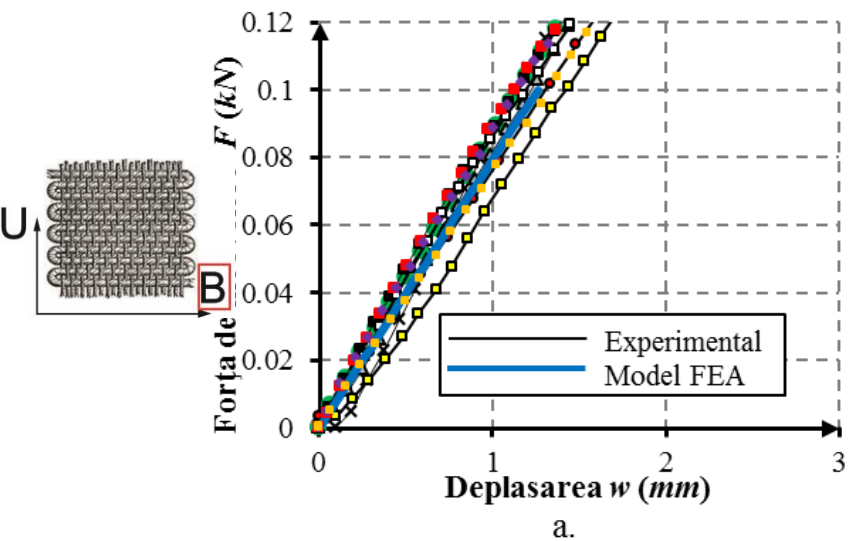 U
B
Forța de
F (kN)
0.12
0.1
0.08
0.06
0.04
0.02
0
0
1
2
3
Experimental
Model FEA
Deplasarea w (mm)
a.